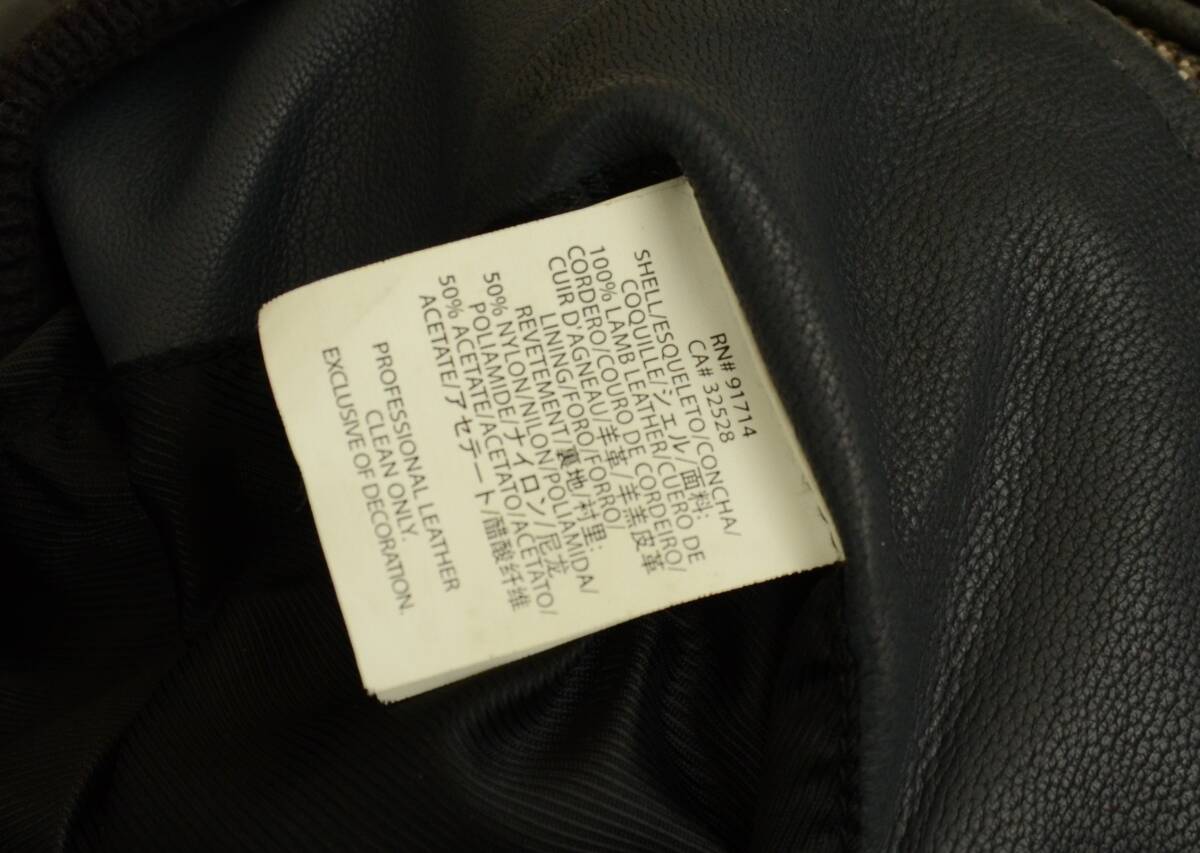 RN# 91714
CA# 32528
SHELL/ESQUELETO/CONCHA/
COQUILLE/シェル/面料:
100% LAMB LEATHER/CUERO DE
CORDERO/COURO DE CORDEIRO/
CUIR D'AGNEAU/羊革/羊羔皮革
LINING/FORO/FORRO/
REVETEMENT/裏地/衬里:
50% NYLON/NILON/POLIAMIDA/
POLIAMIDE/ナイロン/尼龙
50% ACETATE/ACETATO/ACETATO/
ACETATE/アセテート/醋酸纤维
PROFESSIONAL LEATHER
CLEAN ONLY.
EXCLUSIVE OF DECORATION.